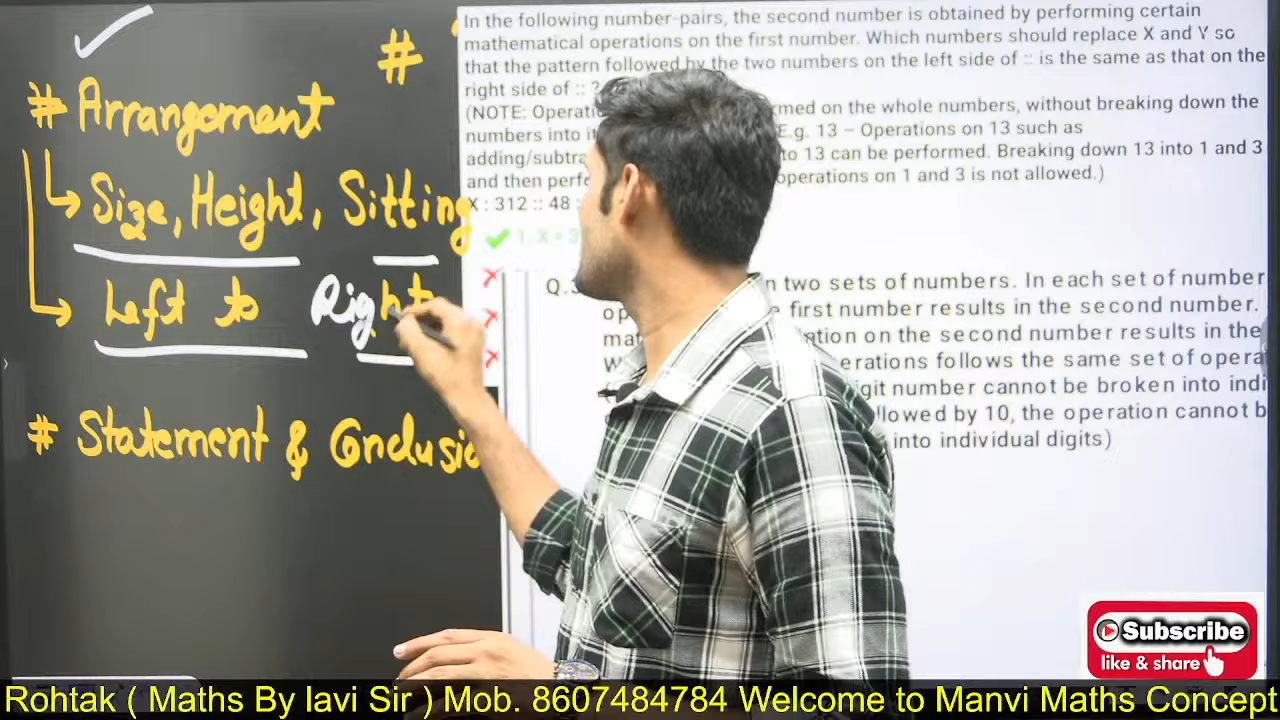 #
# Arrangement
Size, Height, Sitting
Left to Right
# Statement &
In the following number-pairs, the second number is obtained by performing certain
mathematical operations on the first number. Which numbers should replace X and Y so
that the pattern followed by the two numbers on the left side of :: is the same as that on the
right side of :: ?
(NOTE: rmed on the whole numbers, without breaking down the
numbers into E.g. 13 – Operations on 13 such as
to 13 can be performed. Breaking down 13 into 1 and 3
and then operations on 1 and 3 is not allowed.)
X : 312 :: 48
1. X = 3
Q.3 n two sets of numbers. In each set of number
first number results in the second number.
on the second number results in the
erations follows the same set of opera
igit number cannot be broken into indi
llowed by 10, the operation cannot b
into individual digits)
Subscribe
like & share
Rohtak ( Maths By lavi Sir ) Mob. 8607484784 Welcome to Manvi Maths Concept